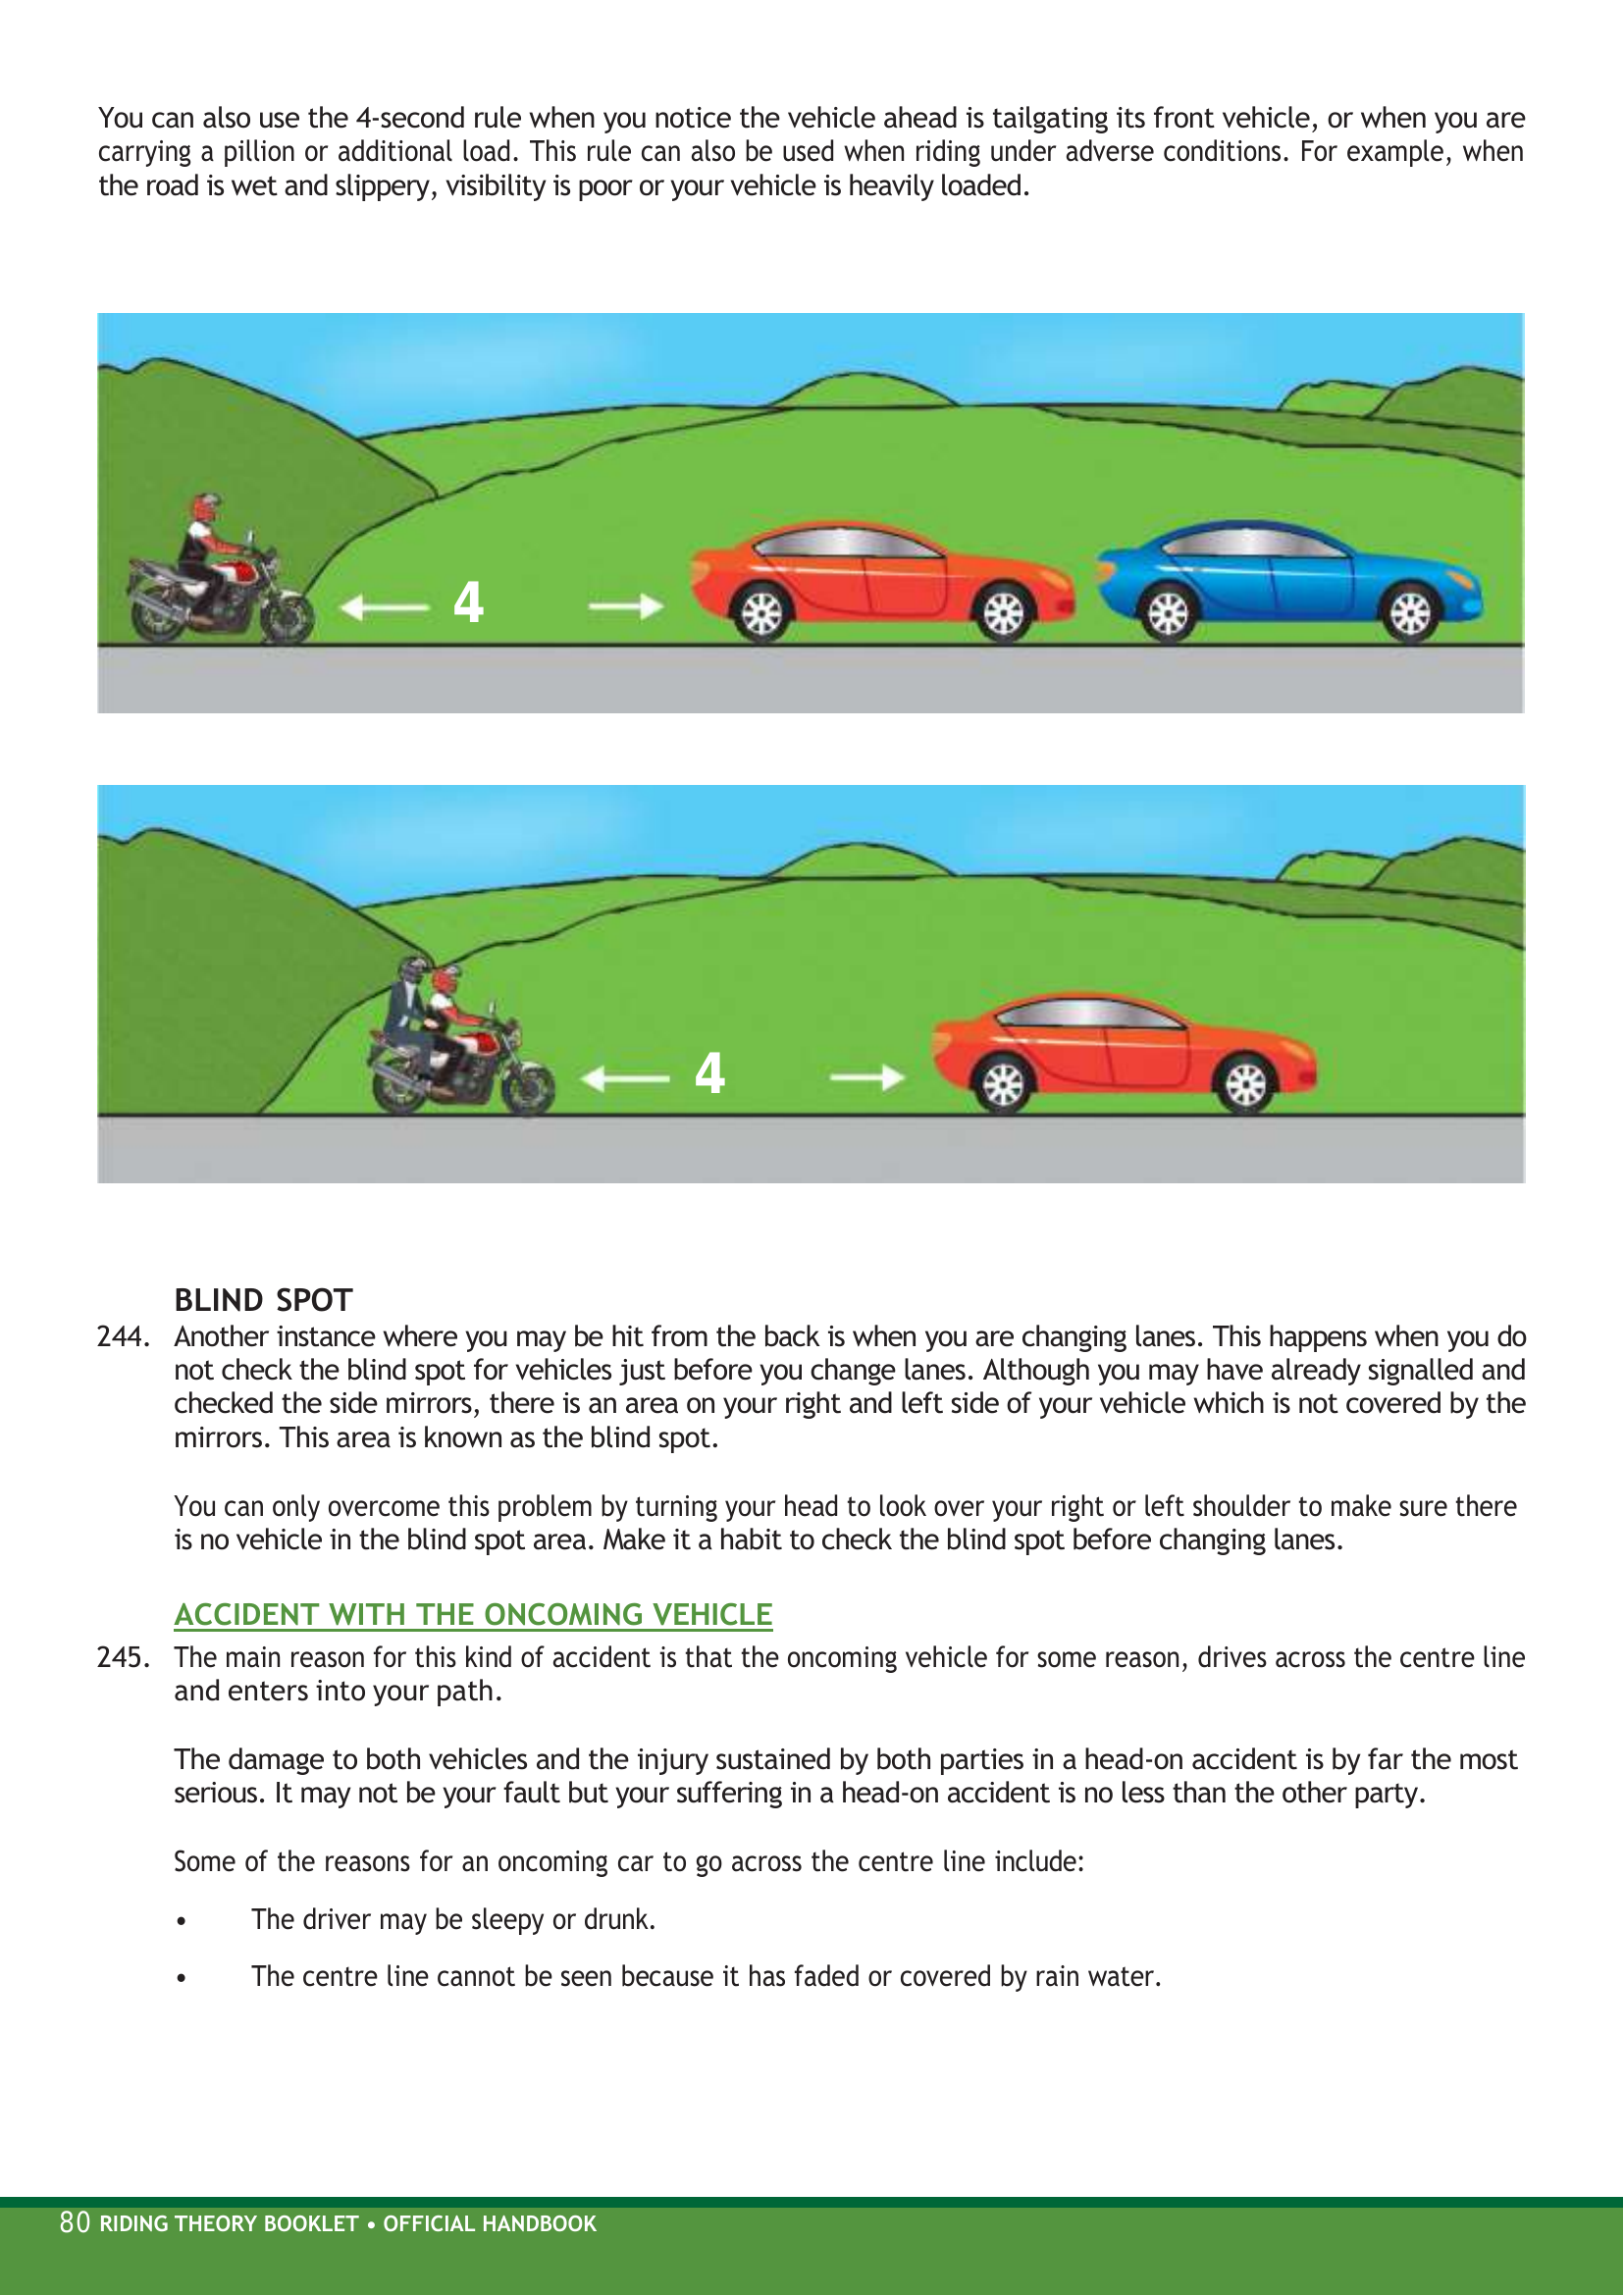 You can also use the 4-second rule when you notice the vehicle ahead is tailgating its front vehicle, or when you are
carrying a pillion or additional load. This rule can also be used when riding under adverse conditions. For example, when
the road is wet and slippery, visibility is poor or your vehicle is heavily loaded.
4
4
BLIND SPOT
244. Another instance where you may be hit from the back is when you are changing lanes. This happens when you do
not check the blind spot for vehicles just before you change lanes. Although you may have already signalled and
checked the side mirrors, there is an area on your right and left side of your vehicle which is not covered by the
mirrors. This area is known as the blind spot.
You can only overcome this problem by turning your head to look over your right or left shoulder to make sure there
is no vehicle in the blind spot area. Make it a habit to check the blind spot before changing lanes.
ACCIDENT WITH THE ONCOMING VEHICLE
245. The main reason for this kind of accident is that the oncoming vehicle for some reason, drives across the centre line
and enters into your path.
The damage to both vehicles and the injury sustained by both parties in a head-on accident is by far the most
serious. It may not be your fault but your suffering in a head-on accident is no less than the other party.
Some of the reasons for an oncoming car to go across the centre line include:
• The driver may be sleepy or drunk.
• The centre line cannot be seen because it has faded or covered by rain water.
80 RIDING THEORY BOOKLET • OFFICIAL HANDBOOK